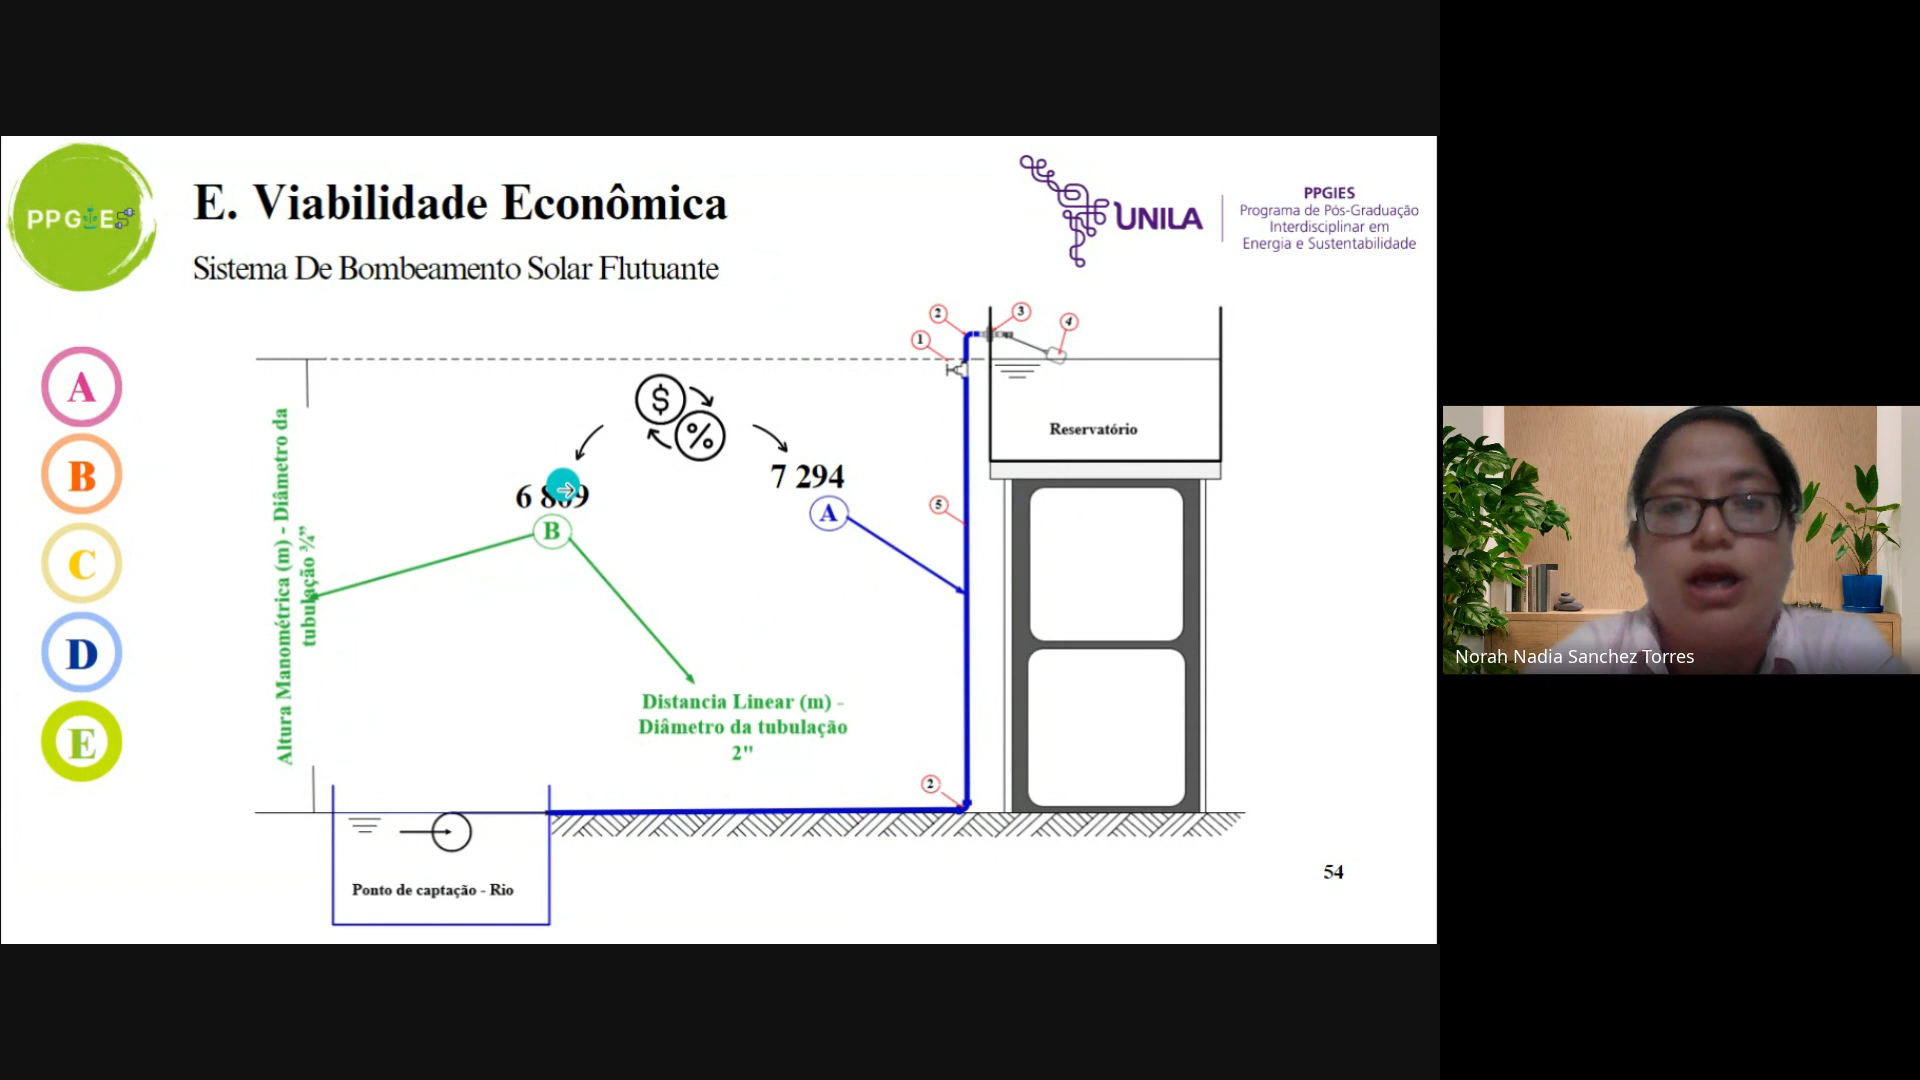 PPGIES
E. Viabilidade Econômica
Sistema De Bombeamento Solar Flutuante
UNILA
PPGIES
Programa de Pós-Graduação
Interdisciplinar em
Energia e Sustentabilidade
A
B
C
D
E
Altura Manométrica (m) - Diâmetro da
tubulação ¾”
$
%
7 294
A
B
Distancia Linear (m) -
Diâmetro da tubulação
2"
1
2
3
4
5
2
Reservatório
Ponto de captação - Rio
54
Norah Nadia Sanchez Torres